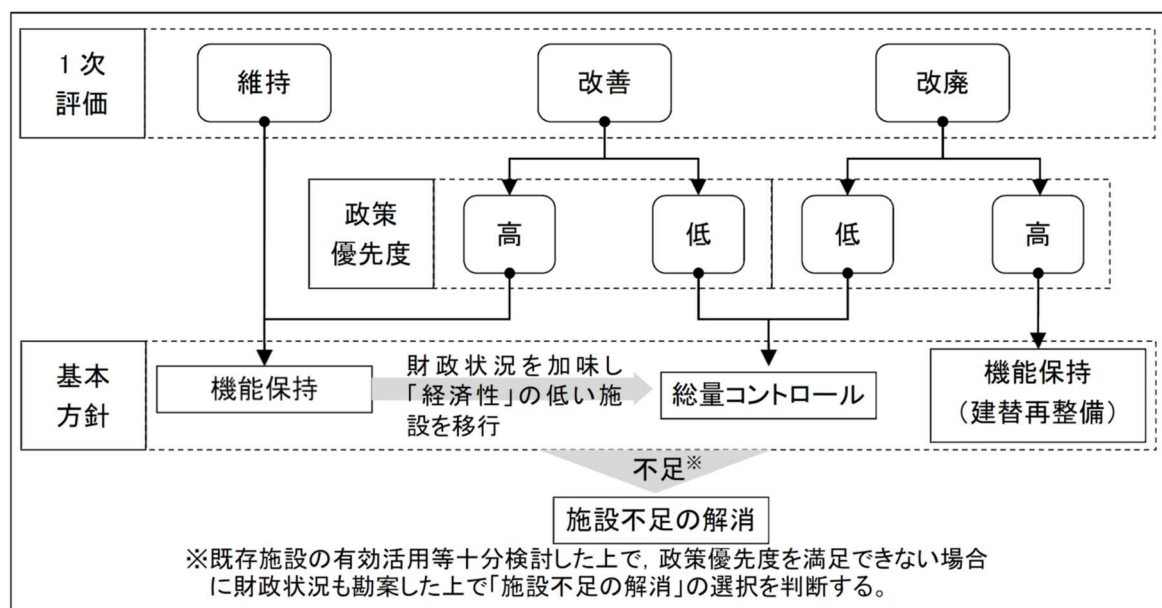 1次
評価
維持
改善
改廃
政策
優先度
高
低
低
高
基本
方針
機能保持
財政状況を加味し
「経済性」の低い施
設を移行
総量コントロール
機能保持
（建替再整備）
不足※
施設不足の解消
※既存施設の有効活用等十分検討した上で，政策優先度を満足できない場合
に財政状況も勘案した上で「施設不足の解消」の選択を判断する。